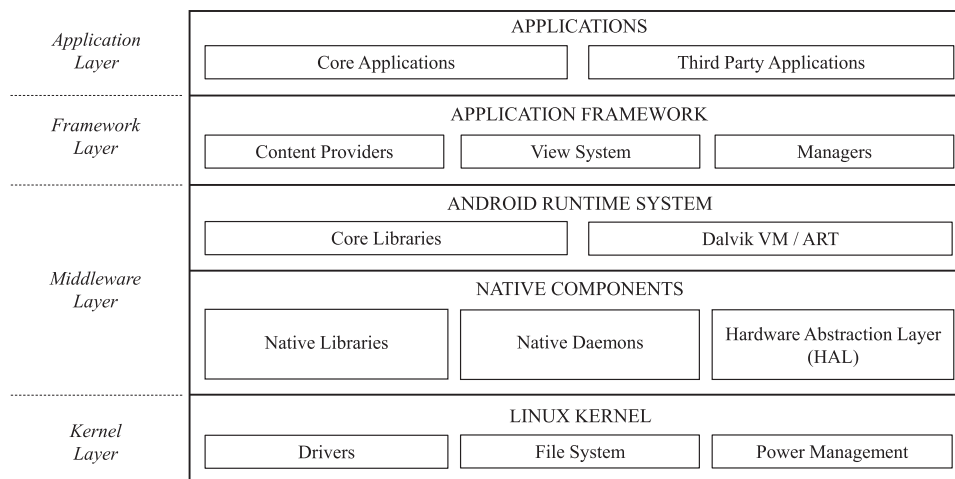 Application
Layer
APPLICATIONS
Core Applications
Third Party Applications
Framework
Layer
APPLICATION FRAMEWORK
Content Providers
View System
Managers
Middleware
Layer
ANDROID RUNTIME SYSTEM
Core Libraries
Dalvik VM / ART
NATIVE COMPONENTS
Native Libraries
Native Daemons
Hardware Abstraction Layer
(HAL)
Kernel
Layer
LINUX KERNEL
Drivers
File System
Power Management